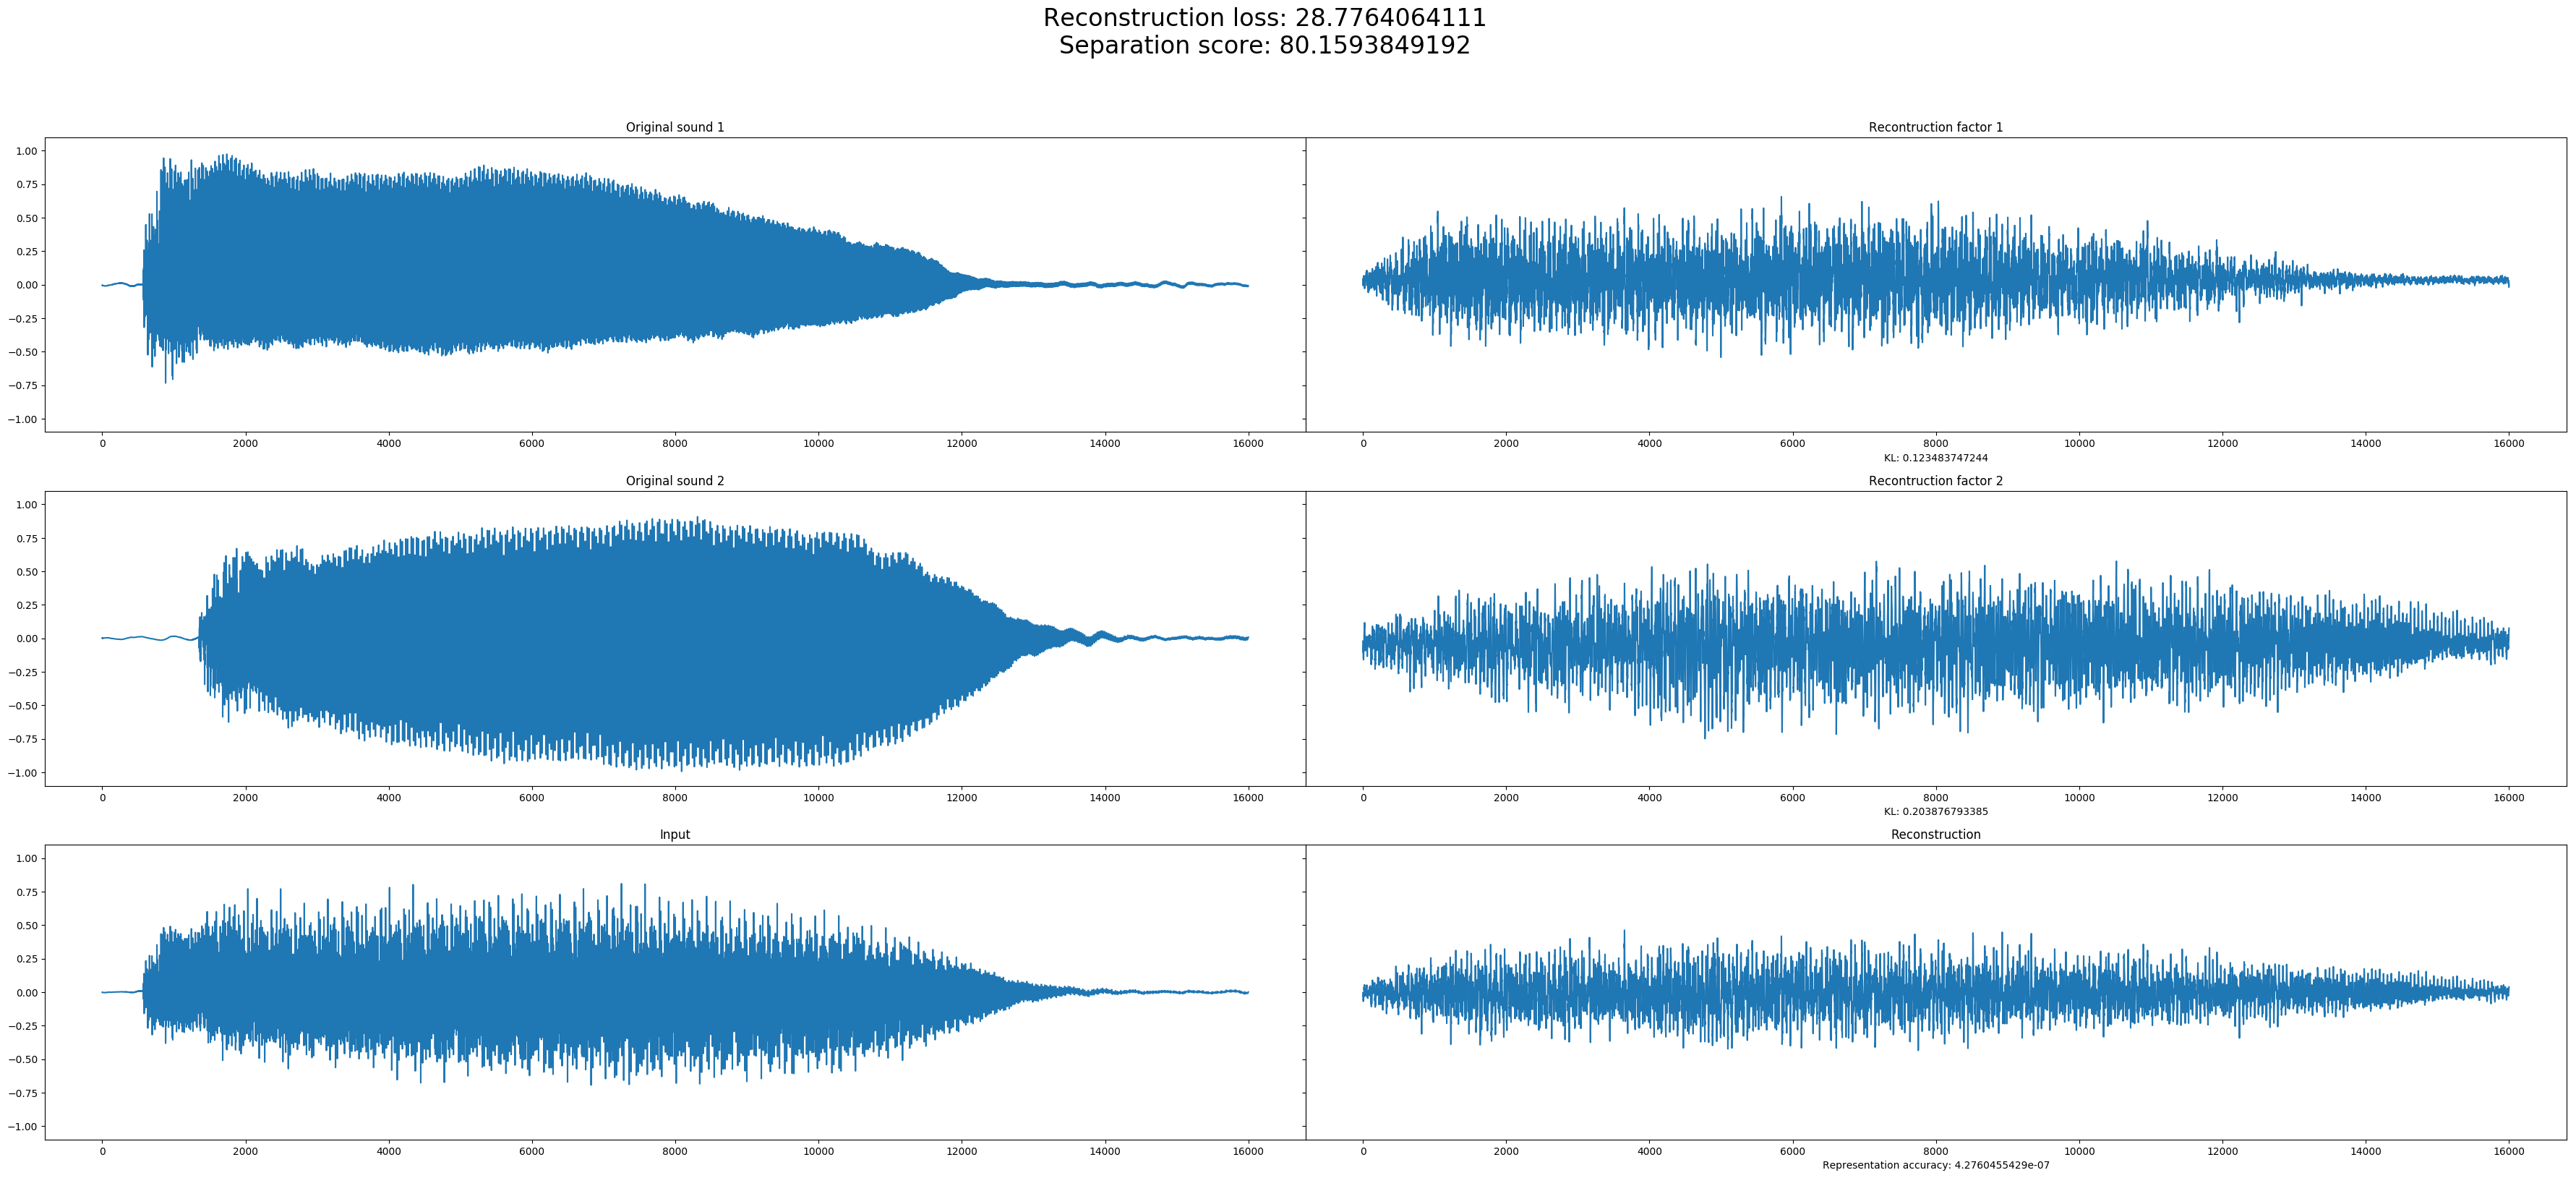 Reconstruction loss: 28.7764064111
Separation score: 80.1593849192
Original sound 1
Recontruction factor 1
1.00
0.75
0.50
0.25
0.00
−0.25
−0.50
−0.75
−1.00
0 2000 4000 6000 8000 10000 12000 14000 16000
0 2000 4000 6000 8000 10000 12000 14000 16000
KL: 0.123483747244
Original sound 2
Recontruction factor 2
1.00
0.75
0.50
0.25
0.00
−0.25
−0.50
−0.75
−1.00
0 2000 4000 6000 8000 10000 12000 14000 16000
0 2000 4000 6000 8000 10000 12000 14000 16000
KL: 0.203876793385
Input
Reconstruction
1.00
0.75
0.50
0.25
0.00
−0.25
−0.50
−0.75
−1.00
0 2000 4000 6000 8000 10000 12000 14000 16000
0 2000 4000 6000 8000 10000 12000 14000 16000
Representation accuracy: 4.2760455429e-07